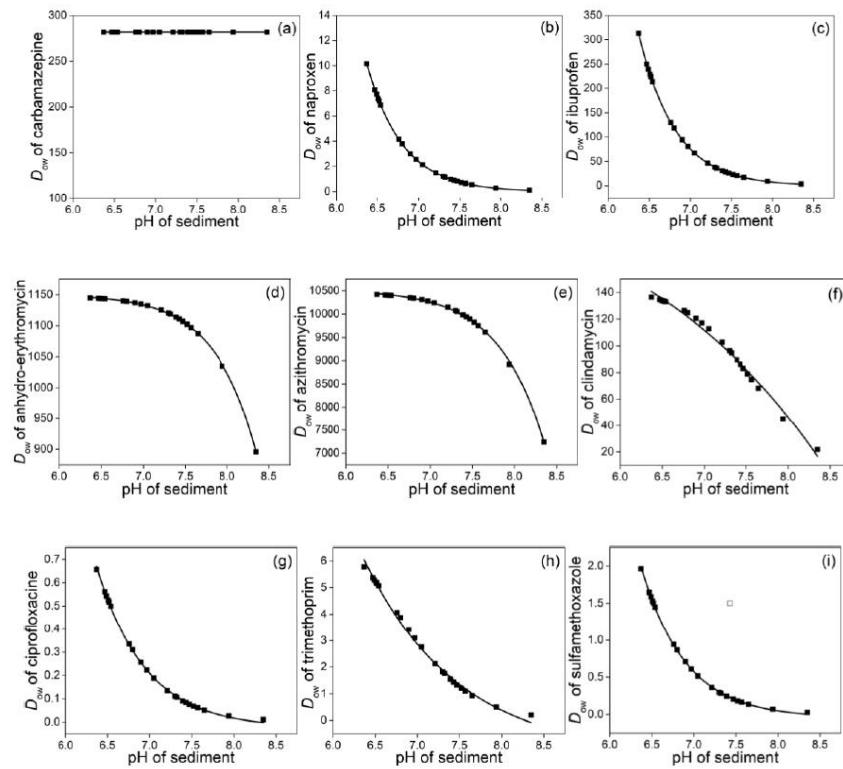 (a)
300
250
200
150
100
6.0 6.5 7.0 7.5 8.0 8.5
Dow of carbamazepine
pH of sediment
(b)
14
12
10
8
6
4
2
0
6.0 6.5 7.0 7.5 8.0 8.5
Dow of naproxen
pH of sediment
(c)
350
300
250
200
150
100
50
0
6.0 6.5 7.0 7.5 8.0 8.5
Dow of ibuprofen
pH of sediment
(d)
1150
1100
1050
1000
950
900
6.0 6.5 7.0 7.5 8.0 8.5
Dow of anhydro-erythromycin
pH of sediment
(e)
10500
10000
9500
9000
8500
8000
7500
7000
6.0 6.5 7.0 7.5 8.0 8.5
Dow of azithromycin
pH of sediment
(f)
140
120
100
80
60
40
20
6.0 6.5 7.0 7.5 8.0 8.5
Dow of clindamycin
pH of sediment
(g)
0.7
0.6
0.5
0.4
0.3
0.2
0.1
0.0
6.0 6.5 7.0 7.5 8.0 8.5
Dow of ciprofloxacine
pH of sediment
(h)
6
5
4
3
2
1
0
6.0 6.5 7.0 7.5 8.0 8.5
Dow of trimethoprim
pH of sediment
(i)
2.0
1.5
1.0
0.5
0.0
6.0 6.5 7.0 7.5 8.0 8.5
Dow of sulfamethoxazole
pH of sediment